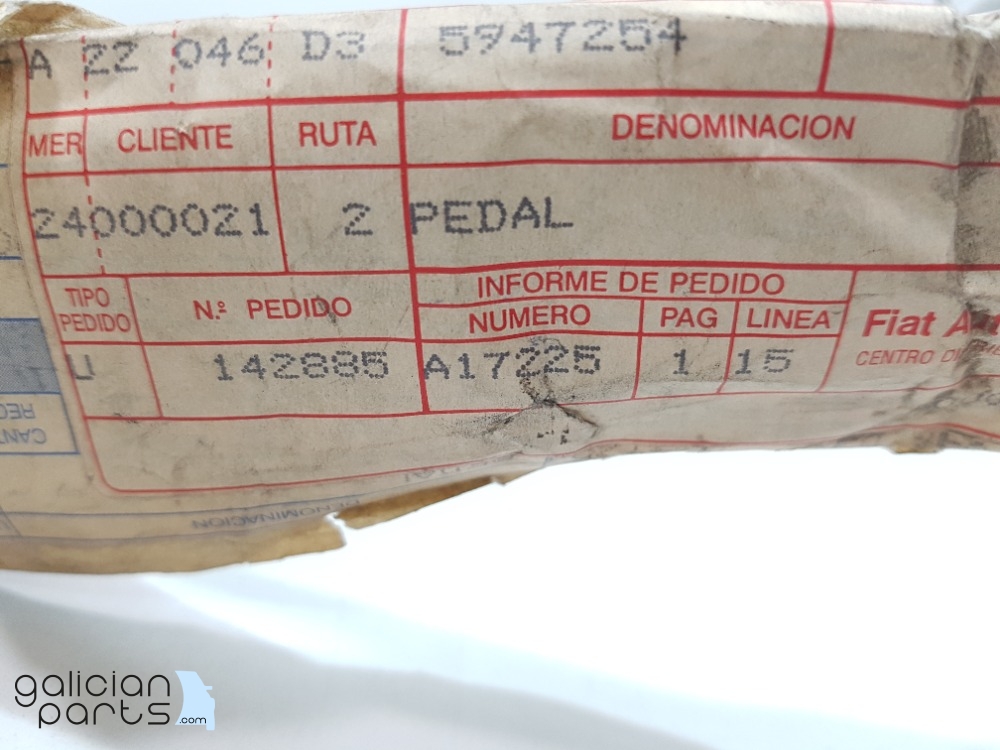 A 22 046 D3 5947254
MER CLIENTE RUTA DENOMINACION
24000021 2 PEDAL
TIPO PEDIDO N.º PEDIDO INFORME DE PEDIDO
NUMERO PAG LINEA Fiat
U 142885 A17225 1 15 CENTRO
DENOMINACION
galician
parts.com